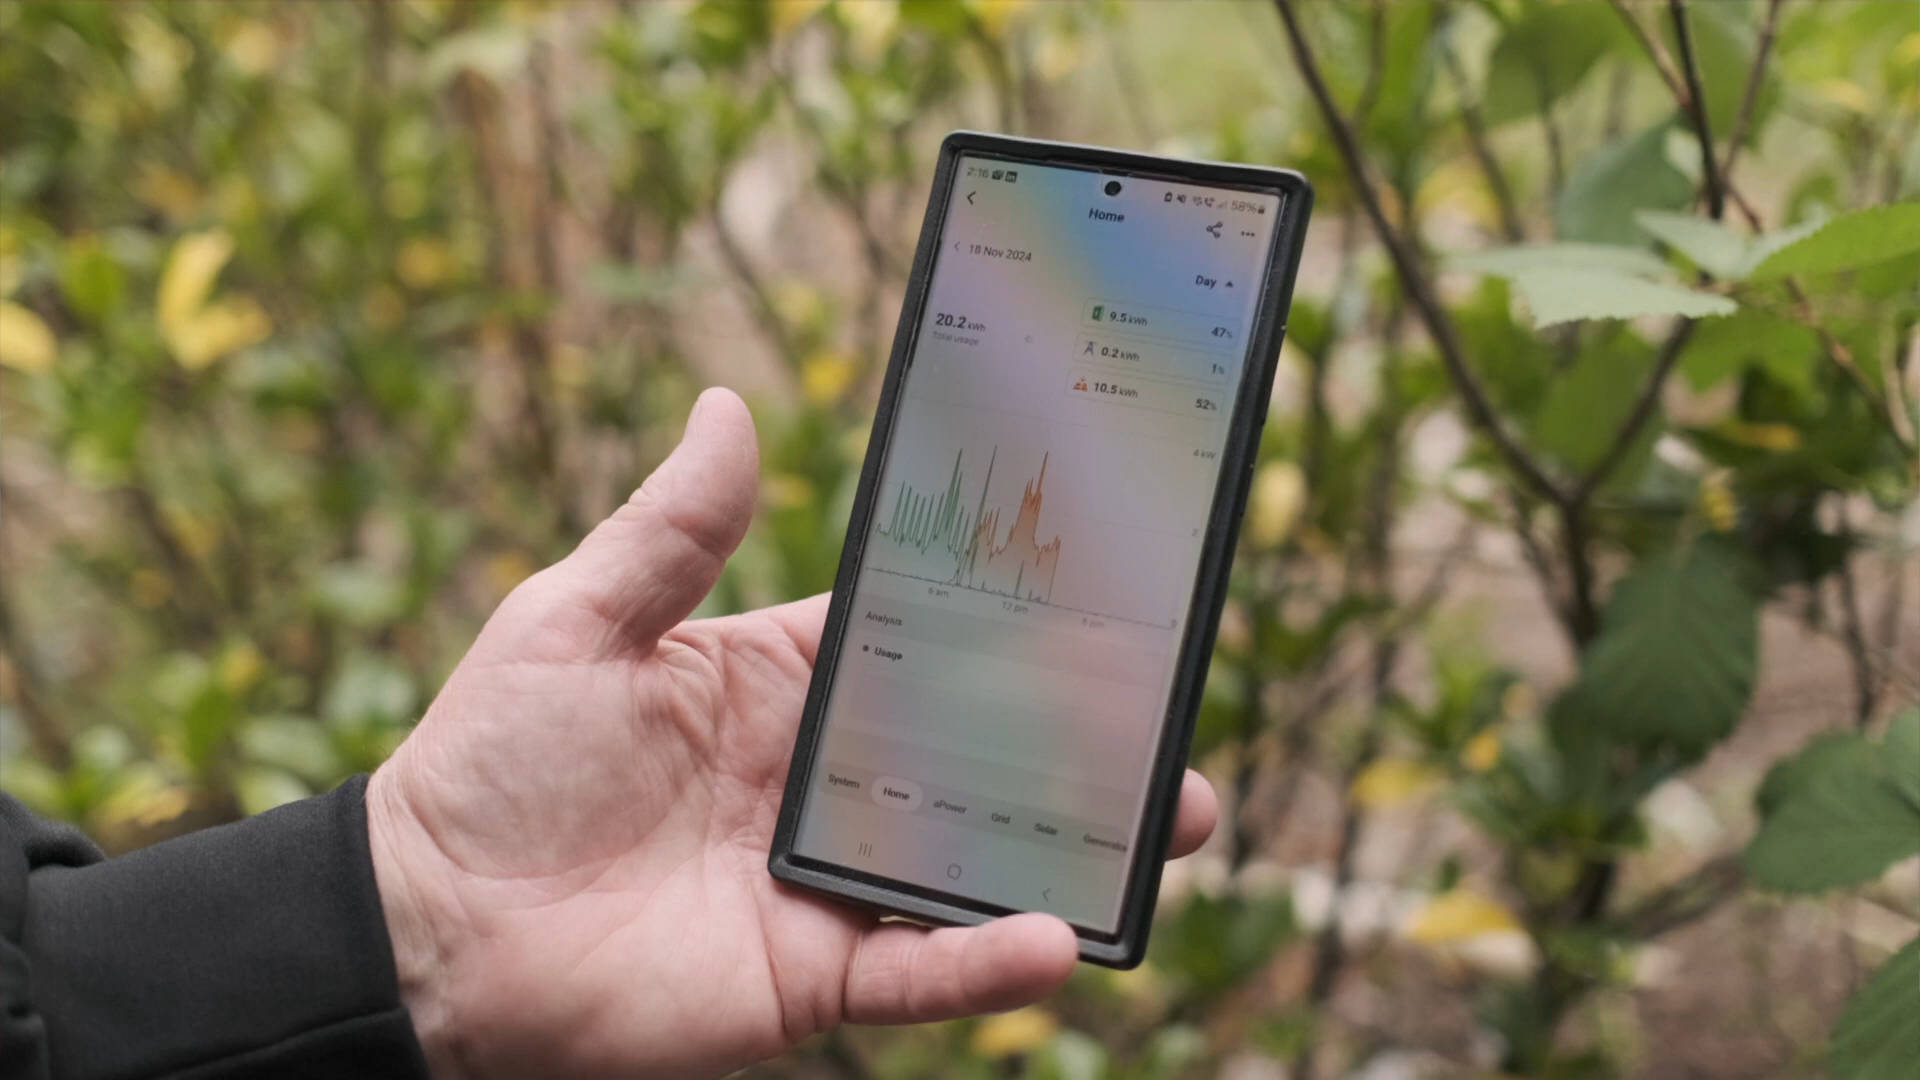 2:16
58%
Home
18 Nov 2024
Day
20.2 kWh
Total usage
9.5 kWh
47%
0.2 kWh
1%
10.5 kWh
52%
4 kW
2
0
6 am
12 pm
6 pm
Analysis
Usage
System Home aPower Grid Solar Generator